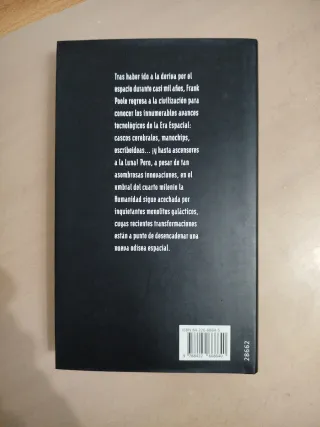 Tras haber ido a la deriva por el
espacio durante casi mil años, Frank
Poole regresa a la civilización para
conocer los innumerables avances
tecnológicos de la Era Espacial:
cascos cerebrales, manochips,
escribeideas... ¡y hasta ascensores
a la Luna! Pero, a pesar de tan
asombrosas innovaciones, en el
umbral del cuarto milenio la
Humanidad sigue acechada por
inquietantes monolitos galácticos,
cuyas recientes transformaciones
están a punto de desencadenar una
nueva odisea espacial.
28662